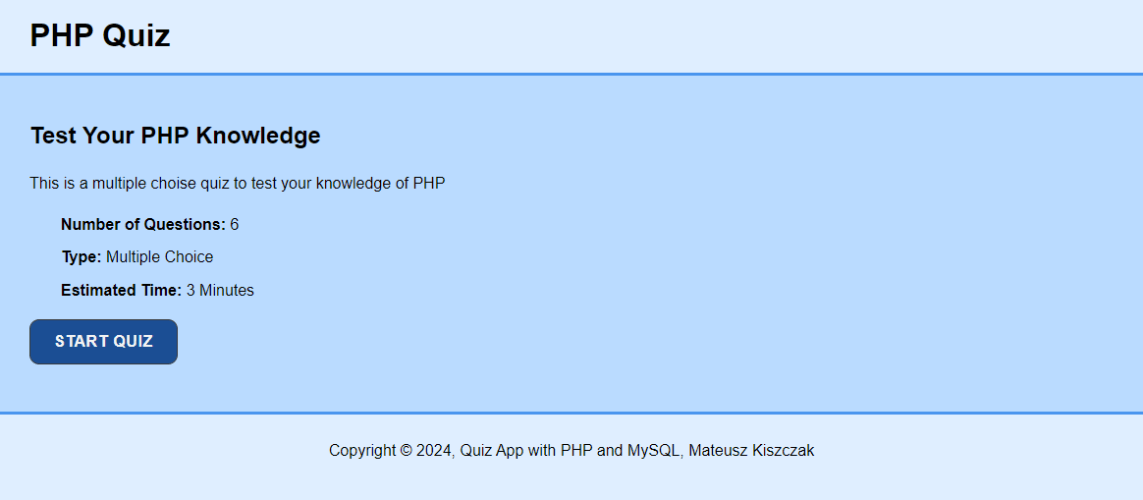 PHP Quiz
Test Your PHP Knowledge
This is a multiple choise quiz to test your knowledge of PHP
Number of Questions: 6
Type: Multiple Choice
Estimated Time: 3 Minutes
START QUIZ
Copyright © 2024, Quiz App with PHP and MySQL, Mateusz Kiszczak